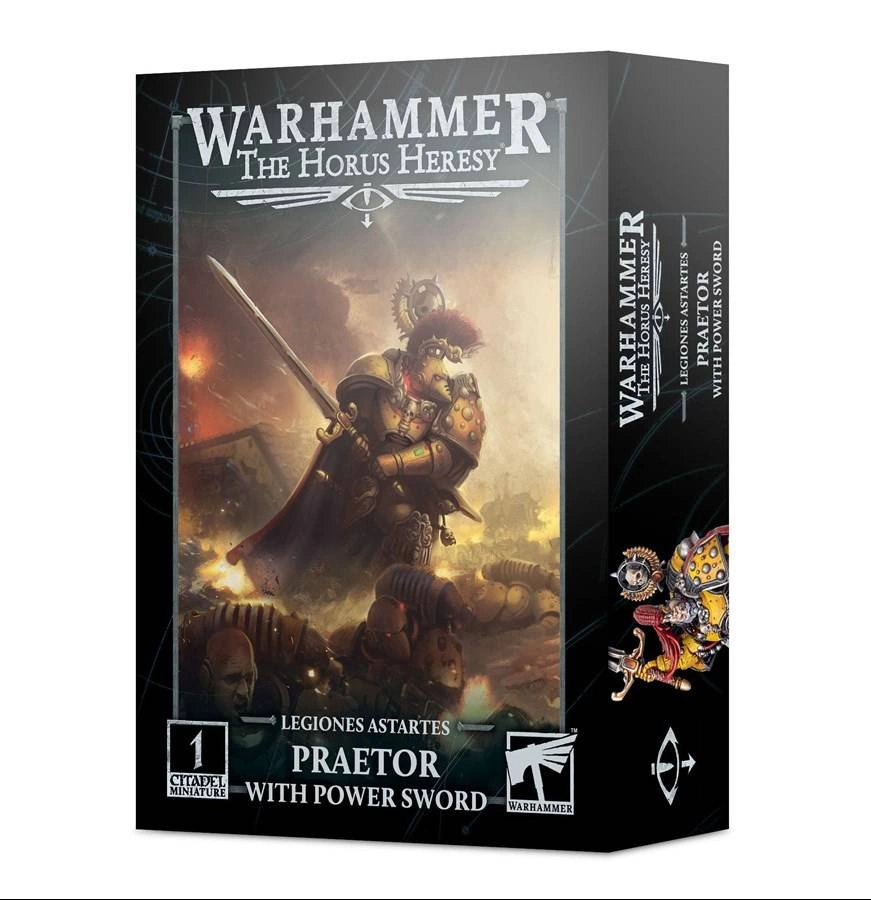 WARHAMMER®
THE HORUS HERESY®
LEGIONES ASTARTES
PRAETOR
WITH POWER SWORD
1
CITADEL
MINIATURE
WARHAMMER
TM
WARHAMMER
THE HORUS HERESY
LEGIONES ASTARTES
PRAETOR
WITH POWER SWORD